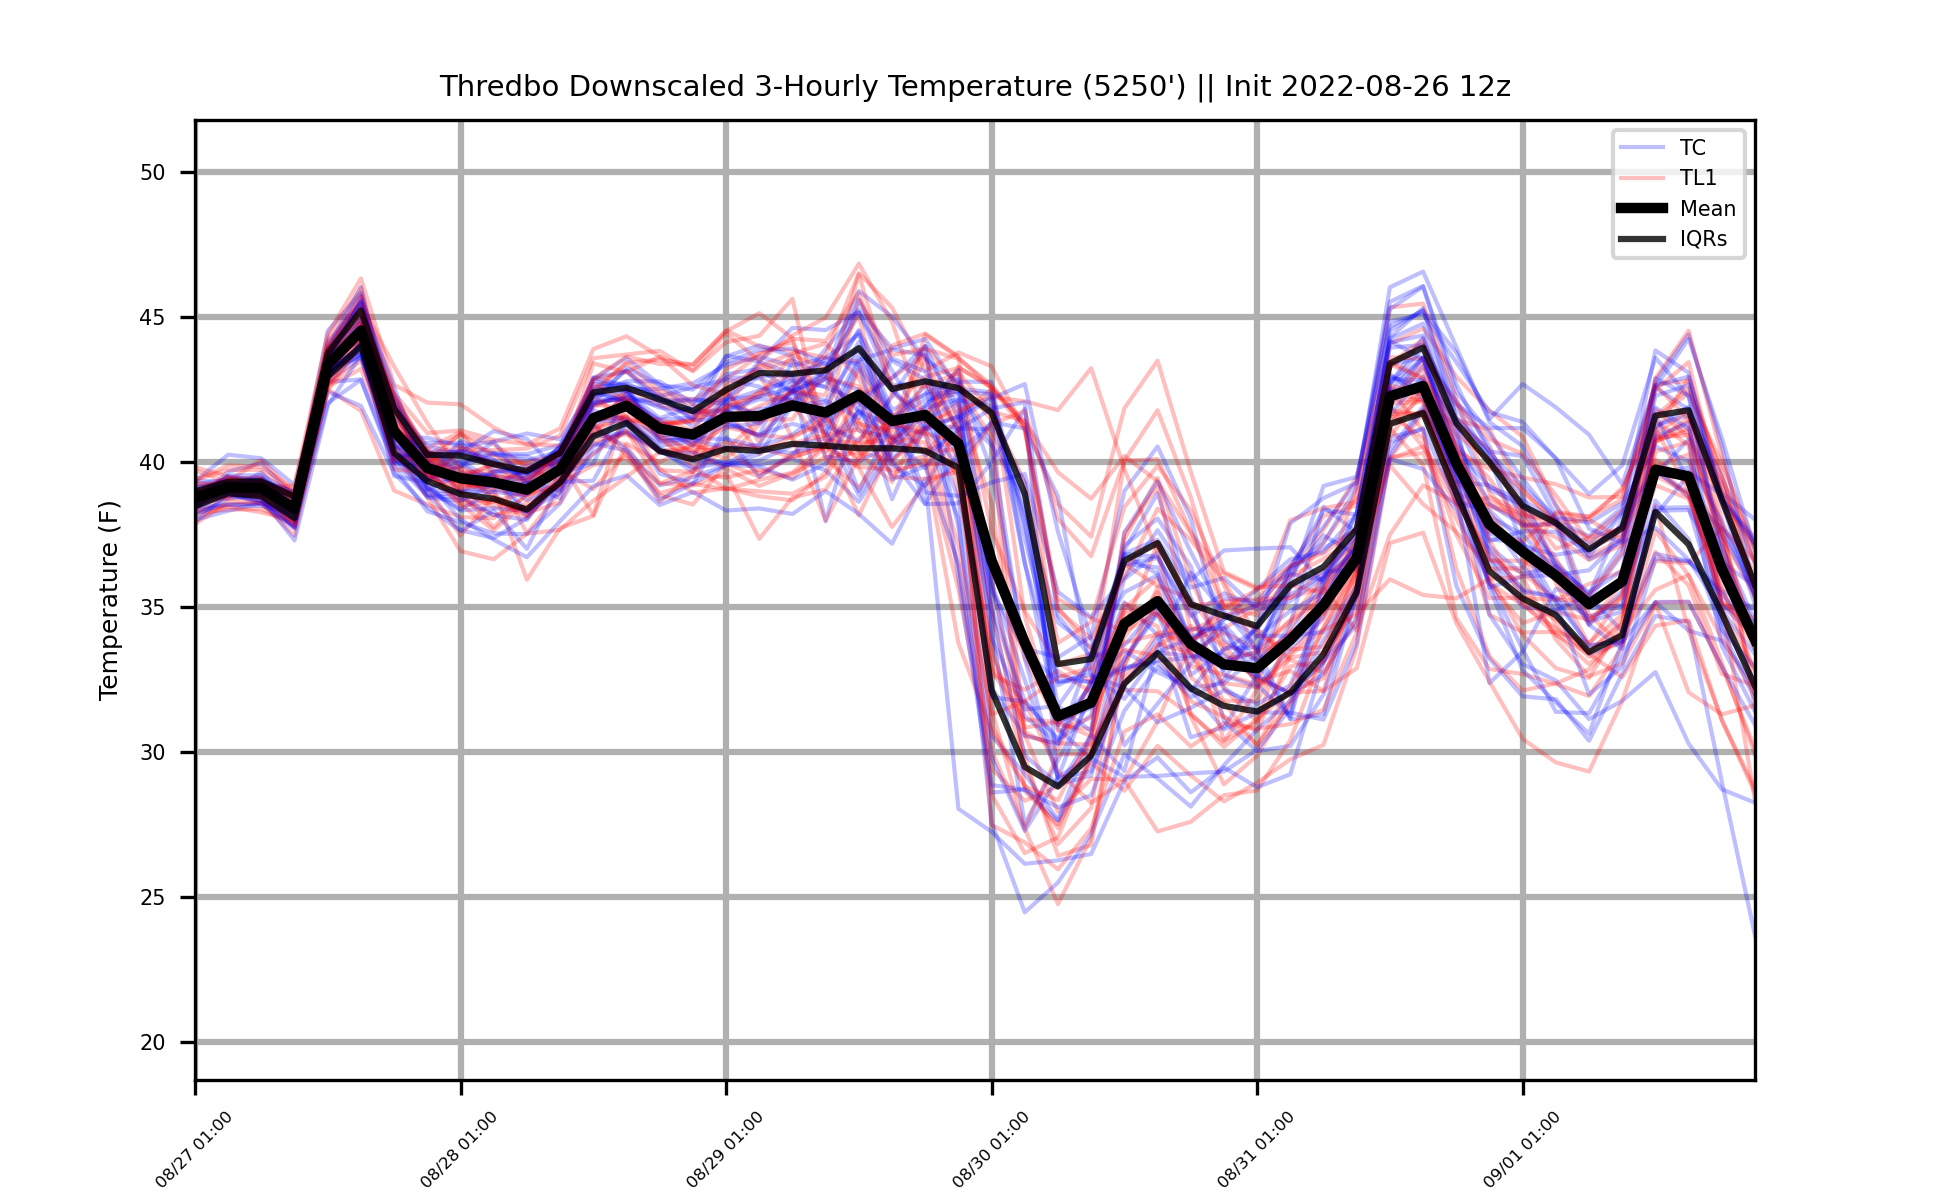 Thredbo Downscaled 3-Hourly Temperature (5250') || Init 2022-08-26 12z
TC
TL1
Mean
IQRs
Temperature (F)
50
45
40
35
30
25
20
08/27 01:00
08/28 01:00
08/29 01:00
08/30 01:00
08/31 01:00
09/01 01:00